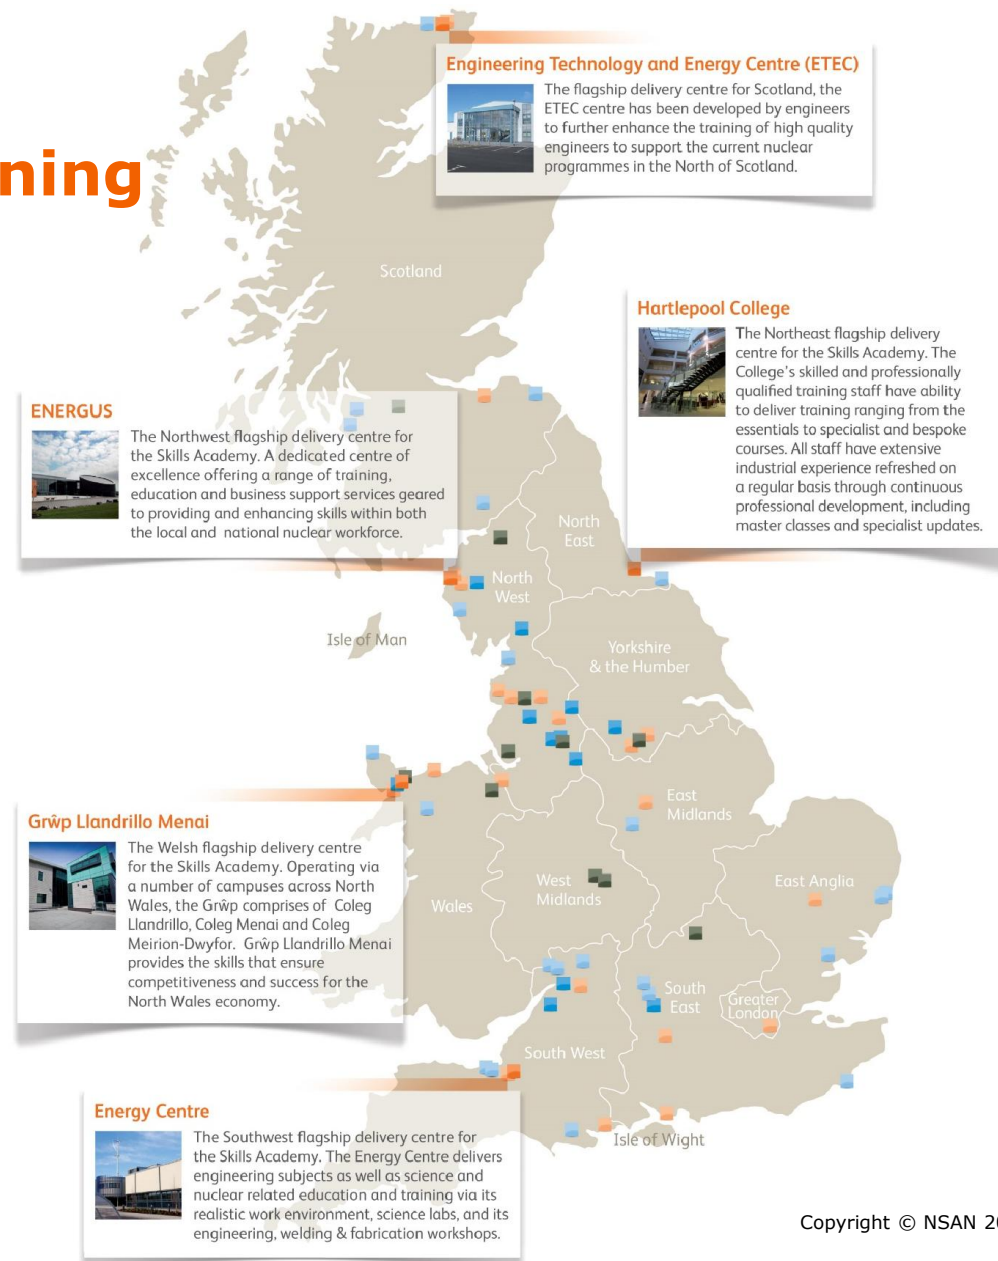 ning
Engineering Technology and Energy Centre (ETEC)
The flagship delivery centre for Scotland, the
ETEC centre has been developed by engineers
to further enhance the training of high quality
engineers to support the current nuclear
programmes in the North of Scotland.
Scotland
Hartlepool College
The Northeast flagship delivery
centre for the Skills Academy. The
College's skilled and professionally
qualified training staff have ability
to deliver training ranging from the
essentials to specialist and bespoke
courses. All staff have extensive
industrial experience refreshed on
a regular basis through continuous
professional development, including
master classes and specialist updates.
ENERGUS
The Northwest flagship delivery centre for
the Skills Academy. A dedicated centre of
excellence offering a range of training,
education and business support services geared
to providing and enhancing skills within both
the local and national nuclear workforce.
North
East
North
West
Isle of Man
Yorkshire
& the Humber
East
Midlands
Grŵp Llandrillo Menai
The Welsh flagship delivery centre
for the Skills Academy. Operating via
a number of campuses across North
Wales, the Grŵp comprises of Coleg
Llandrillo, Coleg Menai and Coleg
Meirion-Dwyfor. Grŵp Llandrillo Menai
provides the skills that ensure
competitiveness and success for the
North Wales economy.
West
Midlands
East Anglia
Wales
South
East
Greater
London
South West
Isle of Wight
Energy Centre
The Southwest flagship delivery centre for
the Skills Academy. The Energy Centre delivers
engineering subjects as well as science and
nuclear related education and training via its
realistic work environment, science labs, and its
engineering, welding & fabrication workshops.
Copyright © NSAN 20